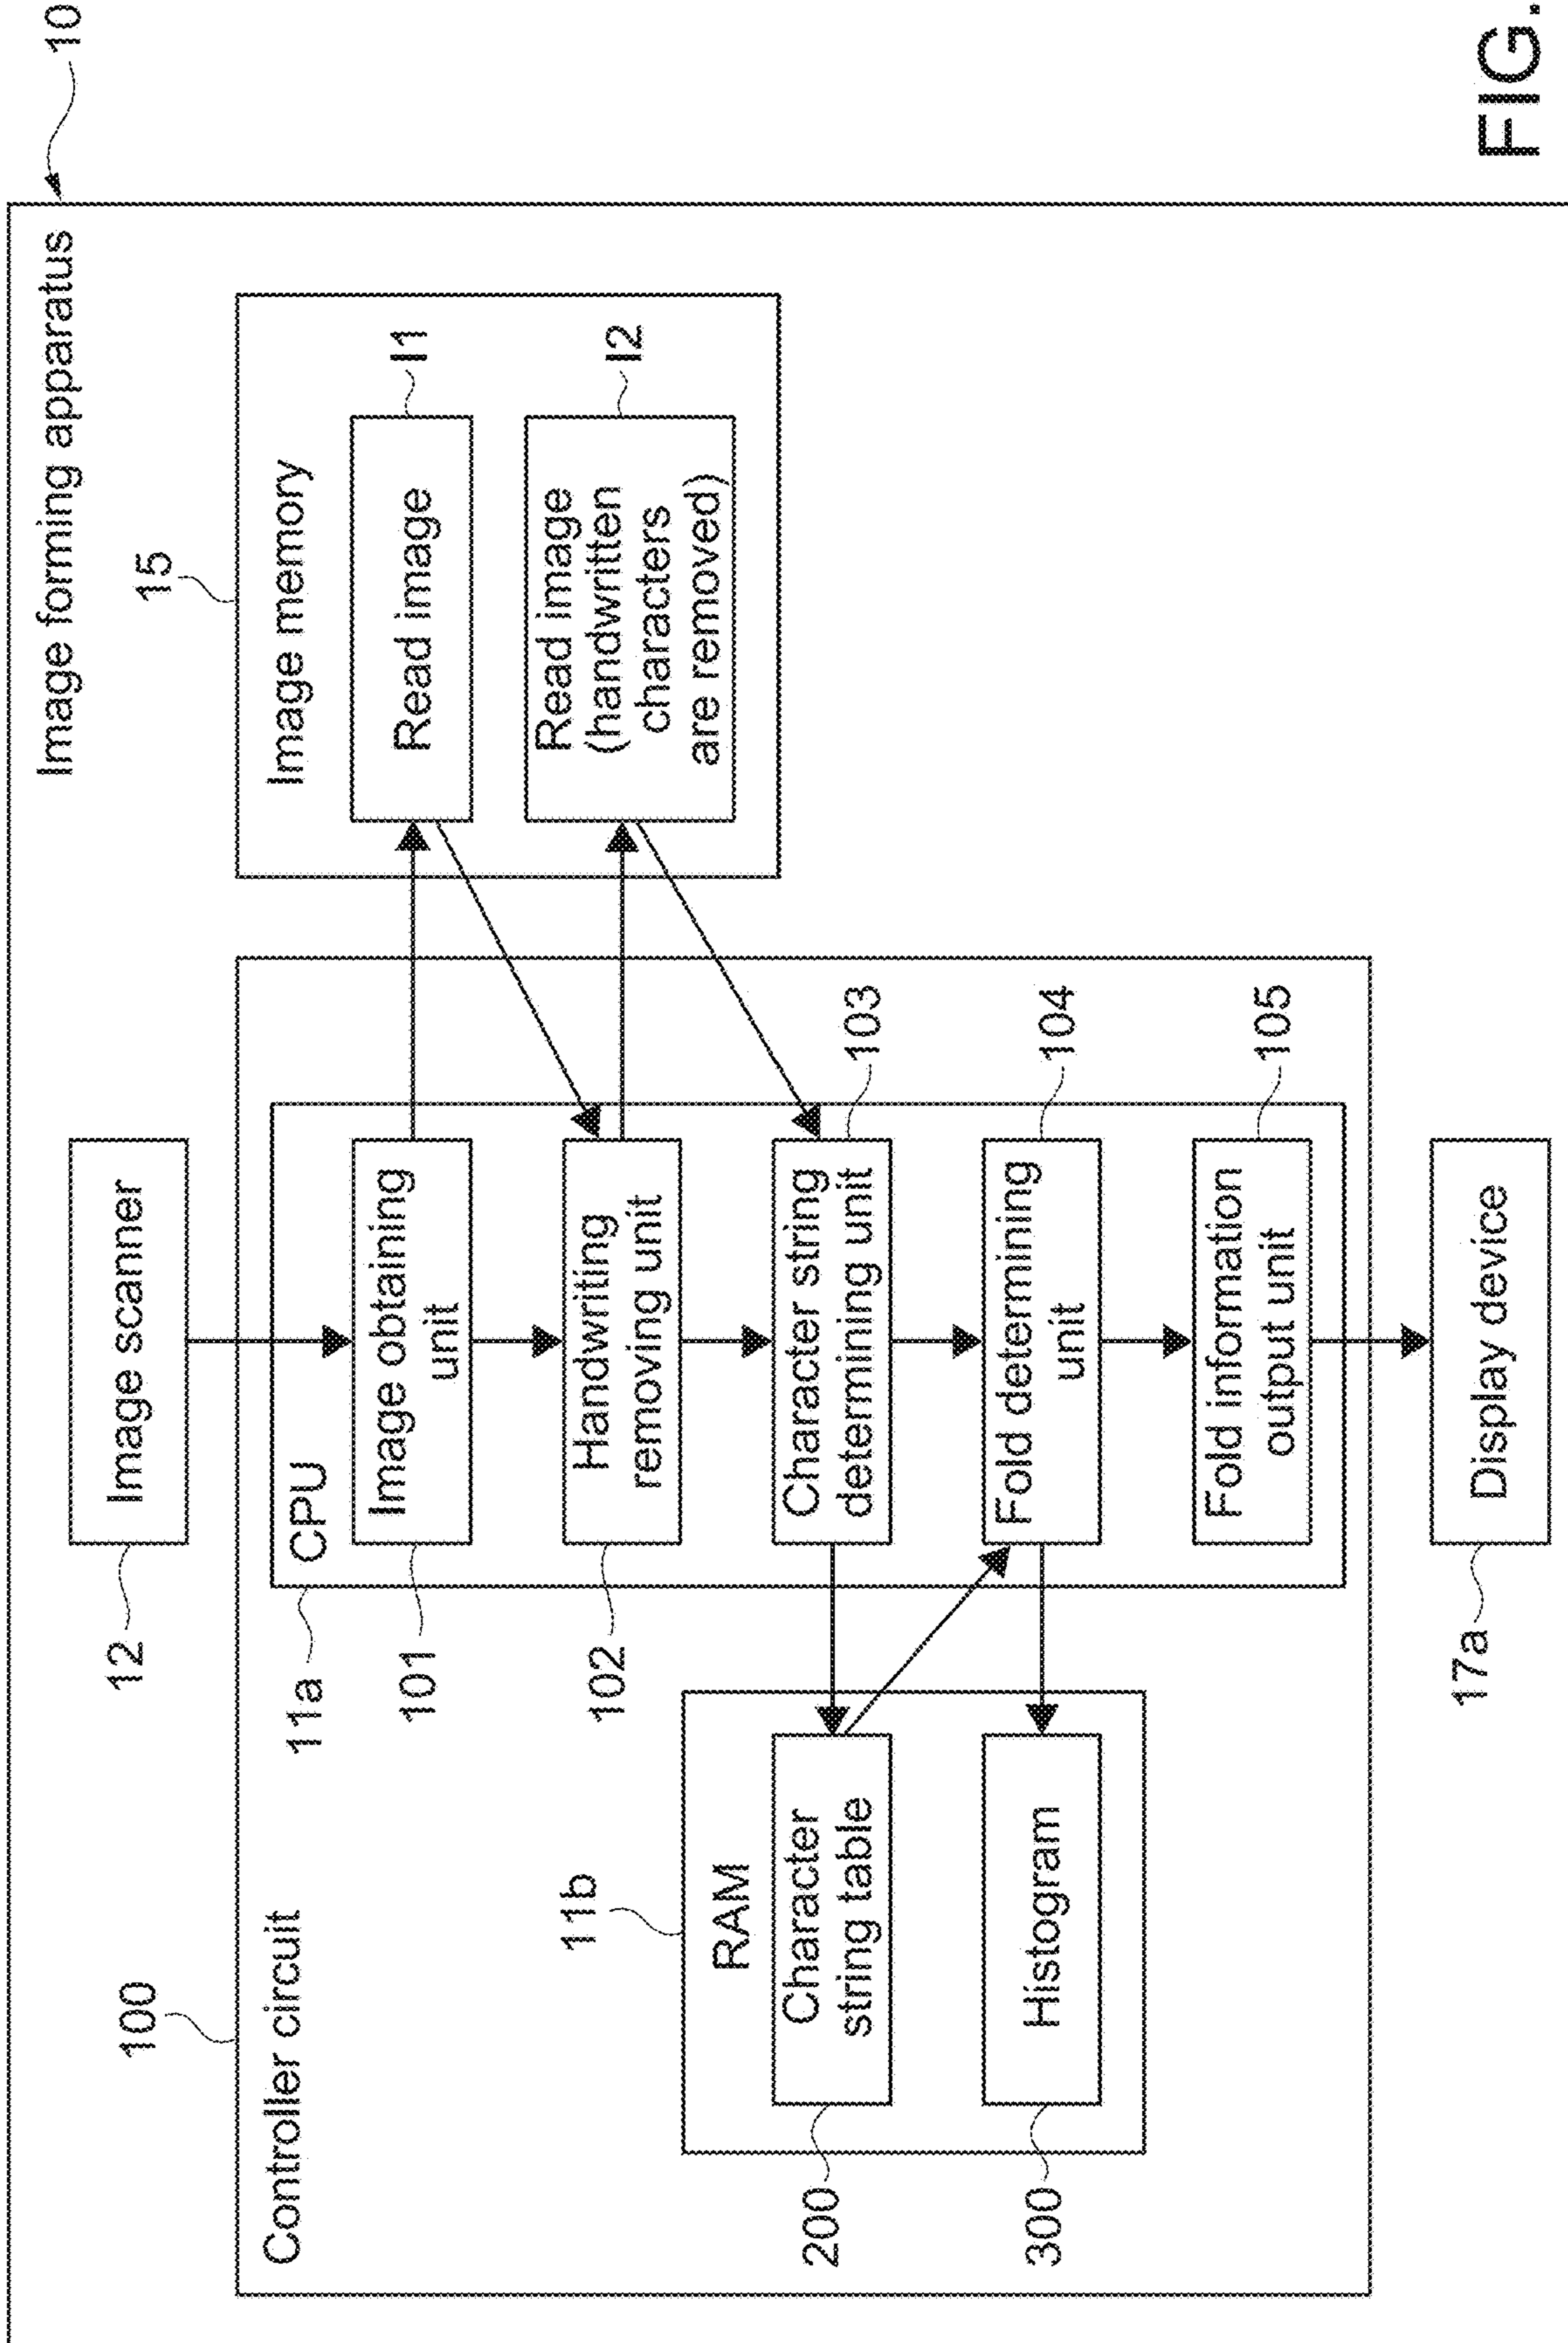 10
Image forming apparatus
12
Image scanner
100
Controller circuit
11a
CPU
101
Image obtaining
unit
102
Handwriting
removing unit
Character string
determining unit
103
Fold determining
unit
104
Fold information
output unit
105
11b
RAM
200
Character
string table
300
Histogram
15
Image memory
Read image
I1
Read image
(handwritten
characters
are removed)
I2
17a
Display device
FIG.